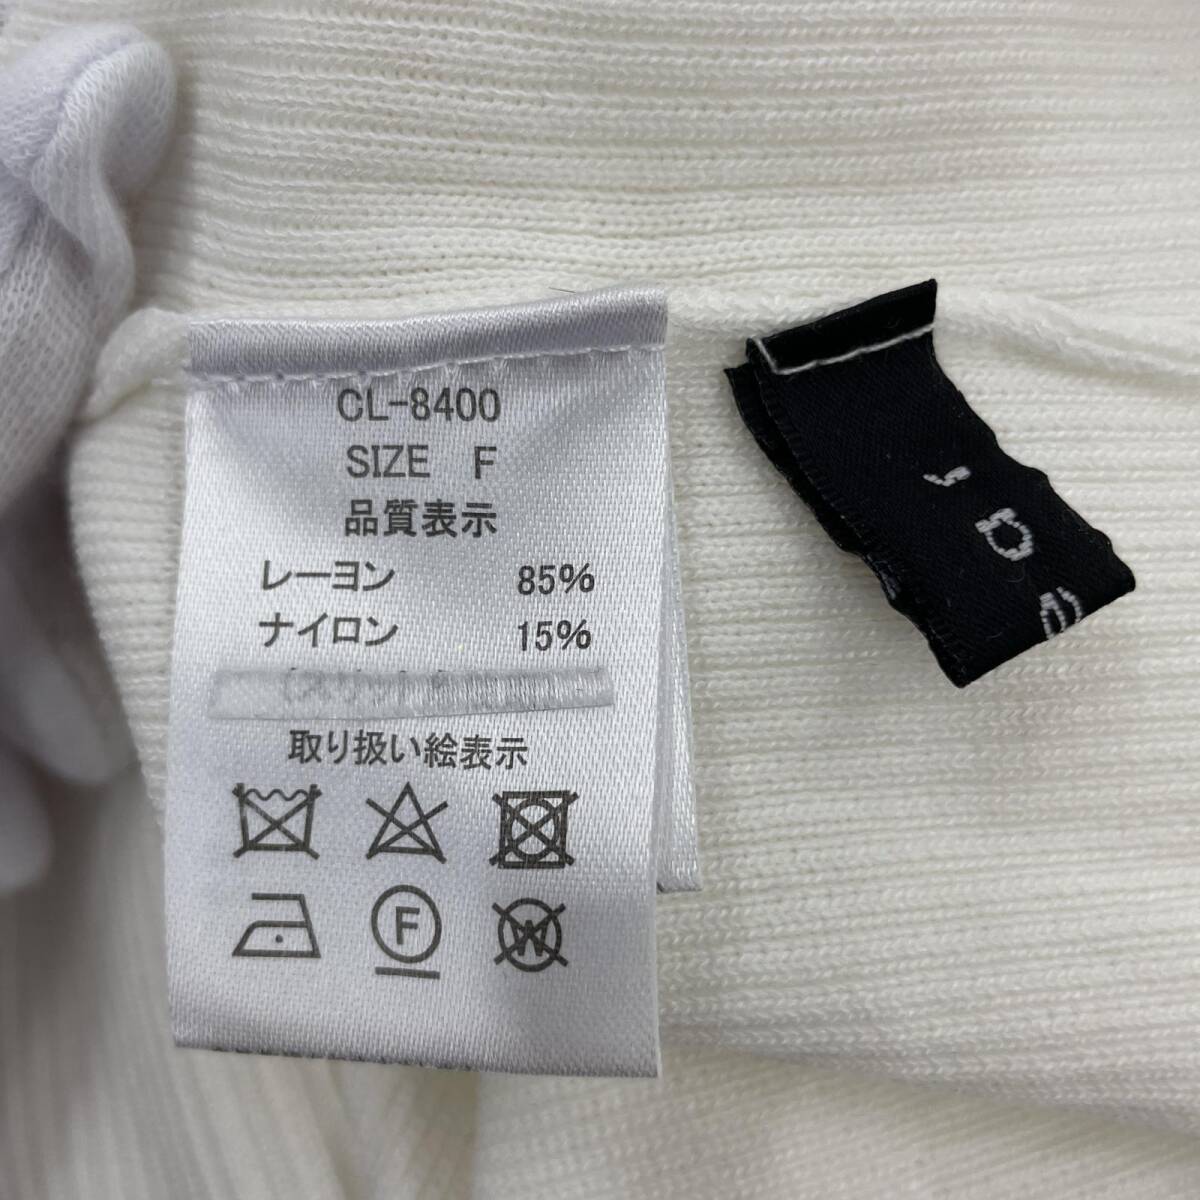 CL-8400
SIZE F
品質表示
レーヨン 85%
ナイロン 15%
取り扱い絵表示
F
W